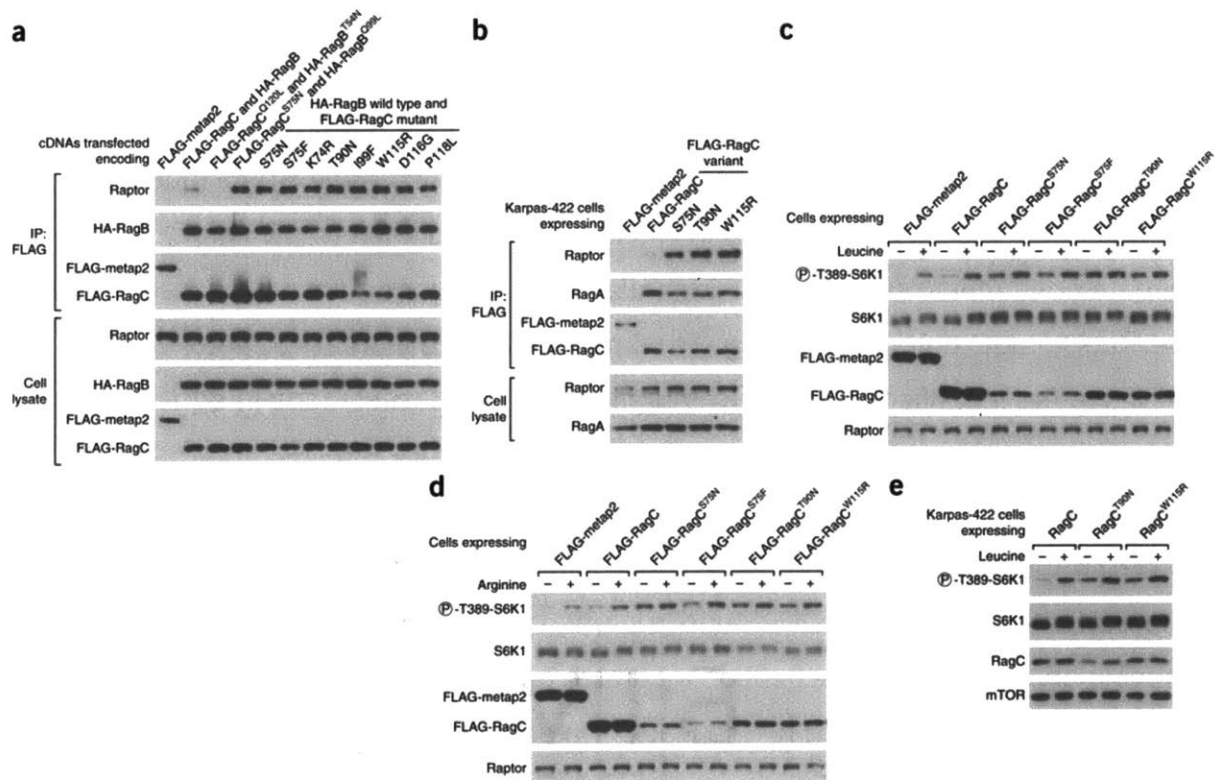 a
cDNAs transfected encoding
FLAG-metap2
FLAG-RagC and HA-RagB
FLAG-RagC^Q120L and HA-RagB^T54N
FLAG-RagC^S75N and HA-RagB^Q99L
HA-RagB wild type and
FLAG-RagC mutant
S75N
S75F
K74R
T90N
I99F
W115R
D116G
P118L
IP:
FLAG
Raptor
HA-RagB
FLAG-metap2
FLAG-RagC
Cell
lysate
Raptor
HA-RagB
FLAG-metap2
FLAG-RagC
b
FLAG-RagC
variant
Karpas-422 cells
expressing
FLAG-metap2
FLAG-RagC
S75N
T90N
W115R
IP:
FLAG
Raptor
RagA
FLAG-metap2
FLAG-RagC
Cell
lysate
Raptor
RagA
c
Cells expressing
FLAG-metap2
FLAG-RagC
FLAG-RagC^S75N
FLAG-RagC^S75F
FLAG-RagC^T90N
FLAG-RagC^W115R
Leucine − + − + − + − + − + − +
Ⓟ-T389-S6K1
S6K1
FLAG-metap2
FLAG-RagC
Raptor
d
Cells expressing
FLAG-metap2
FLAG-RagC
FLAG-RagC^S75N
FLAG-RagC^S75F
FLAG-RagC^T90N
FLAG-RagC^W115R
Arginine − + − + − + − + − + − +
Ⓟ-T389-S6K1
S6K1
FLAG-metap2
FLAG-RagC
Raptor
e
Karpas-422 cells
expressing
RagC
RagC^T90N
RagC^W115R
Leucine − + − + − +
Ⓟ-T389-S6K1
S6K1
RagC
mTOR